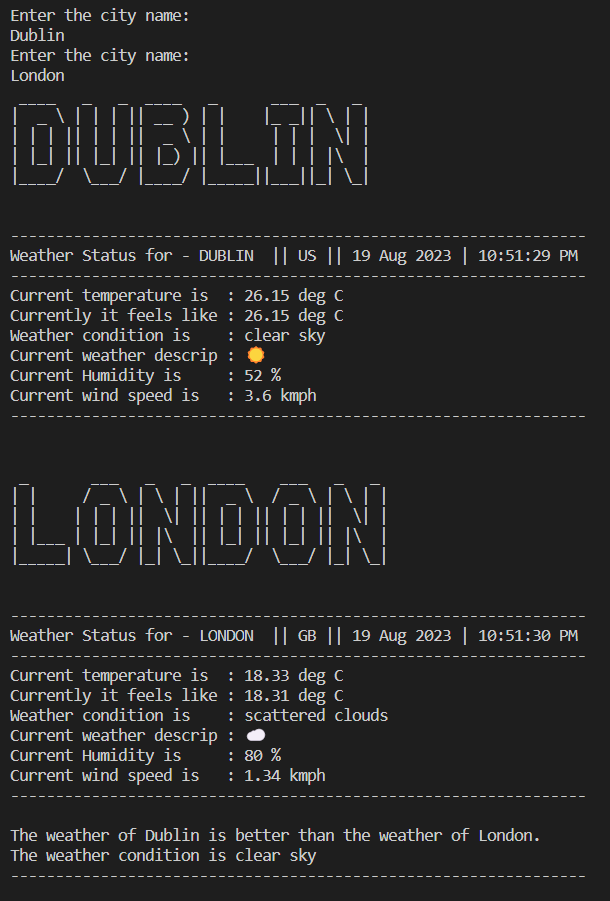 Enter the city name:
Dublin
Enter the city name:
London
DUBLIN
---------------------------------------------------------------
Weather Status for - DUBLIN  || US || 19 Aug 2023 | 10:51:29 PM
---------------------------------------------------------------
Current temperature is  : 26.15 deg C
Currently it feels like : 26.15 deg C
Weather condition is    : clear sky
Current weather descrip : ☀️
Current Humidity is     : 52 %
Current wind speed is   : 3.6 kmph
---------------------------------------------------------------
LONDON
---------------------------------------------------------------
Weather Status for - LONDON  || GB || 19 Aug 2023 | 10:51:30 PM
---------------------------------------------------------------
Current temperature is  : 18.33 deg C
Currently it feels like : 18.31 deg C
Weather condition is    : scattered clouds
Current weather descrip : ☁️
Current Humidity is     : 80 %
Current wind speed is   : 1.34 kmph
---------------------------------------------------------------
The weather of Dublin is better than the weather of London.
The weather condition is clear sky
---------------------------------------------------------------